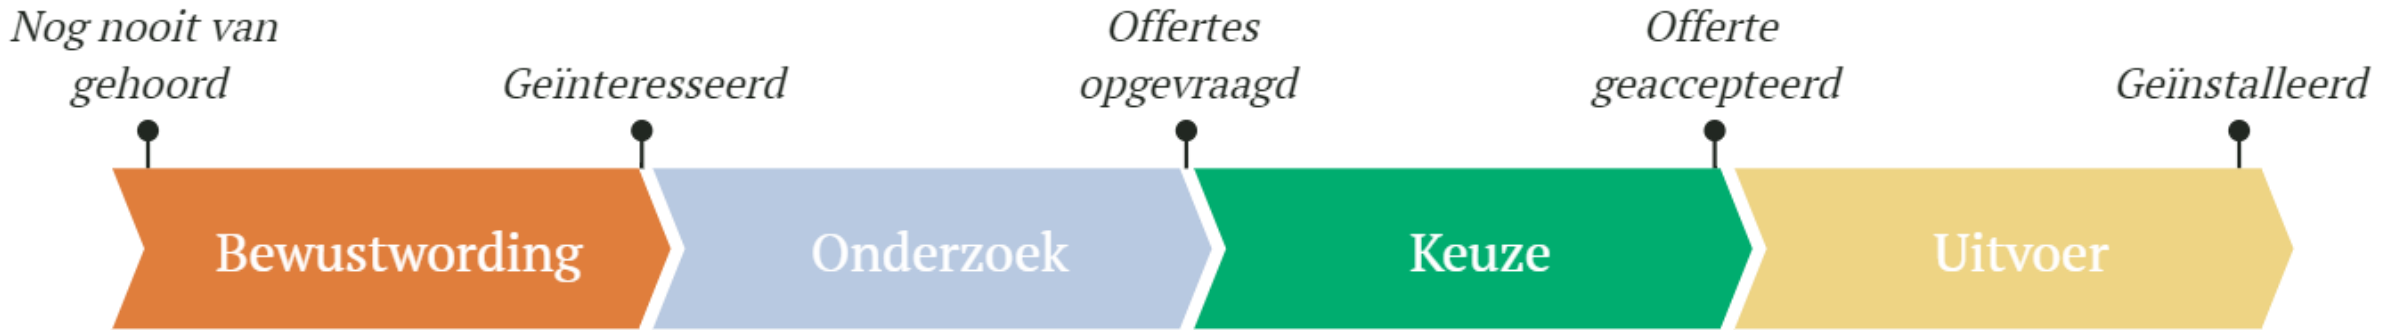 Nog nooit van
gehoord
Geïnteresseerd
Offertes
opgevraagd
Offerte
geaccepteerd
Geïnstalleerd
Bewustwording
Onderzoek
Keuze
Uitvoer